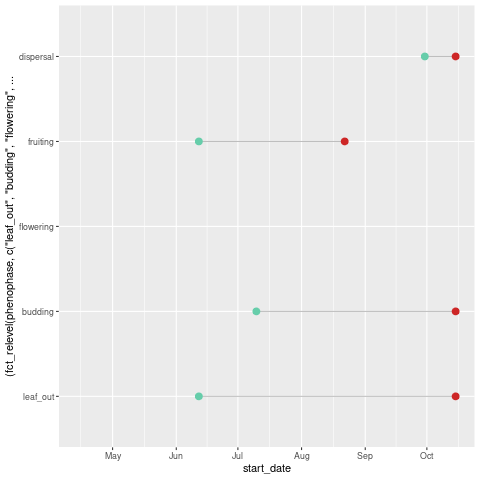 (fct_relevel(phenophase, c("leaf_out", "budding", "flowering", ...
dispersal
fruiting
flowering
budding
leaf_out
May Jun Jul Aug Sep Oct
start_date